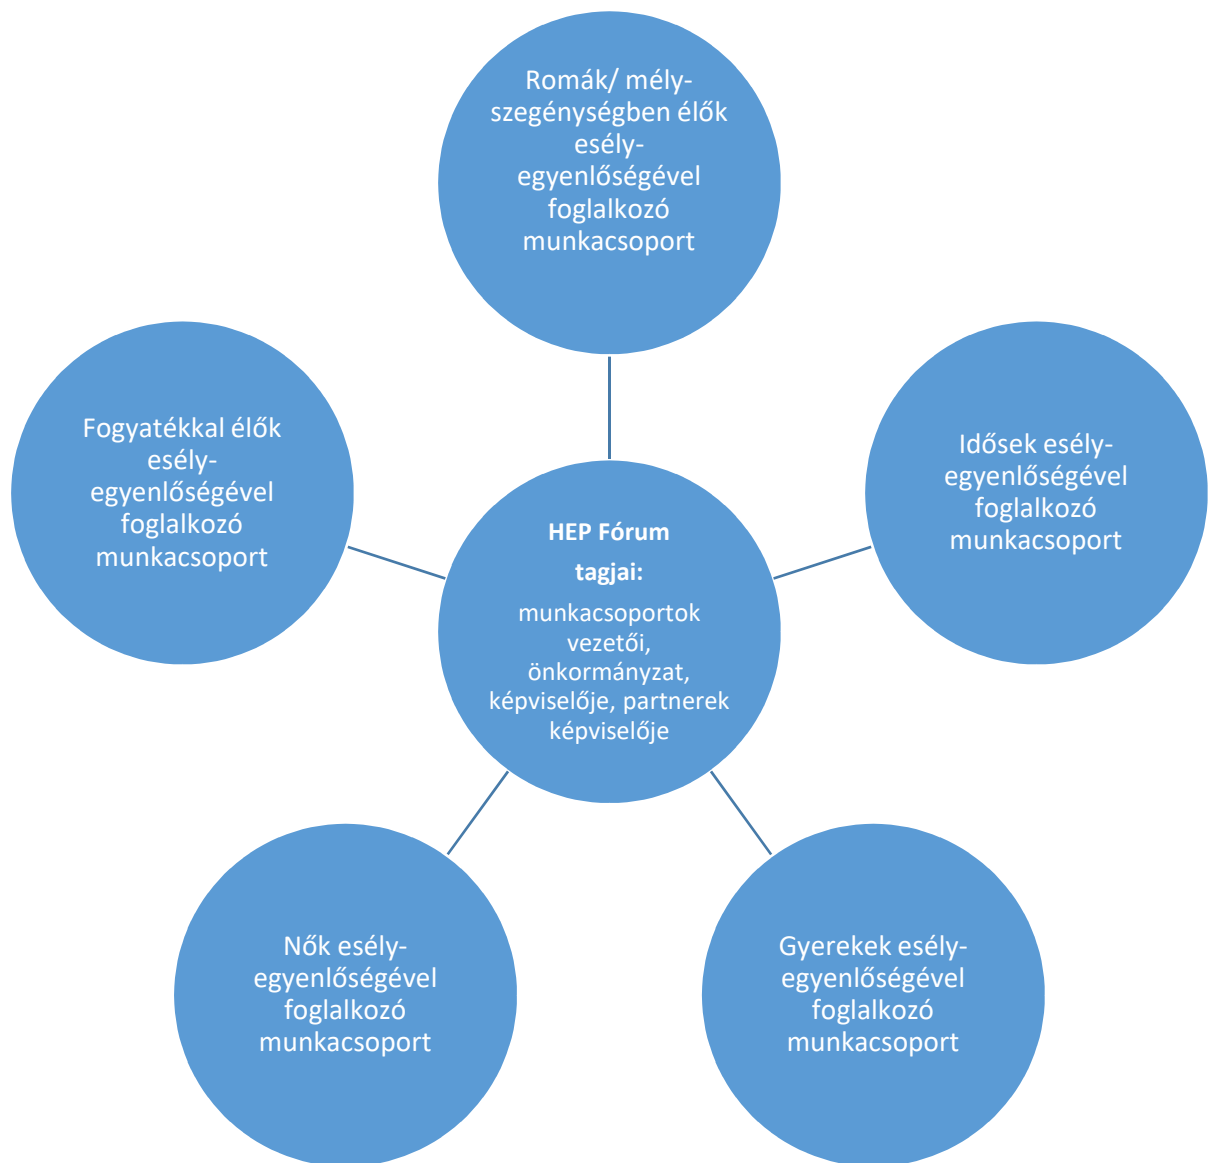 Romák/ mély-
szegénységben élők
esély-
egyenlőségével
foglalkozó
munkacsoport
Fogyatékkal élők
esély-
egyenlőségével
foglalkozó
munkacsoport
Idősek esély-
egyenlőségével
foglalkozó
munkacsoport
HEP Fórum
tagjai:
munkacsoportok
vezetői,
önkormányzat,
képviselője, partnerek
képviselője
Nők esély-
egyenlőségével
foglalkozó
munkacsoport
Gyerekek esély-
egyenlőségével
foglalkozó
munkacsoport